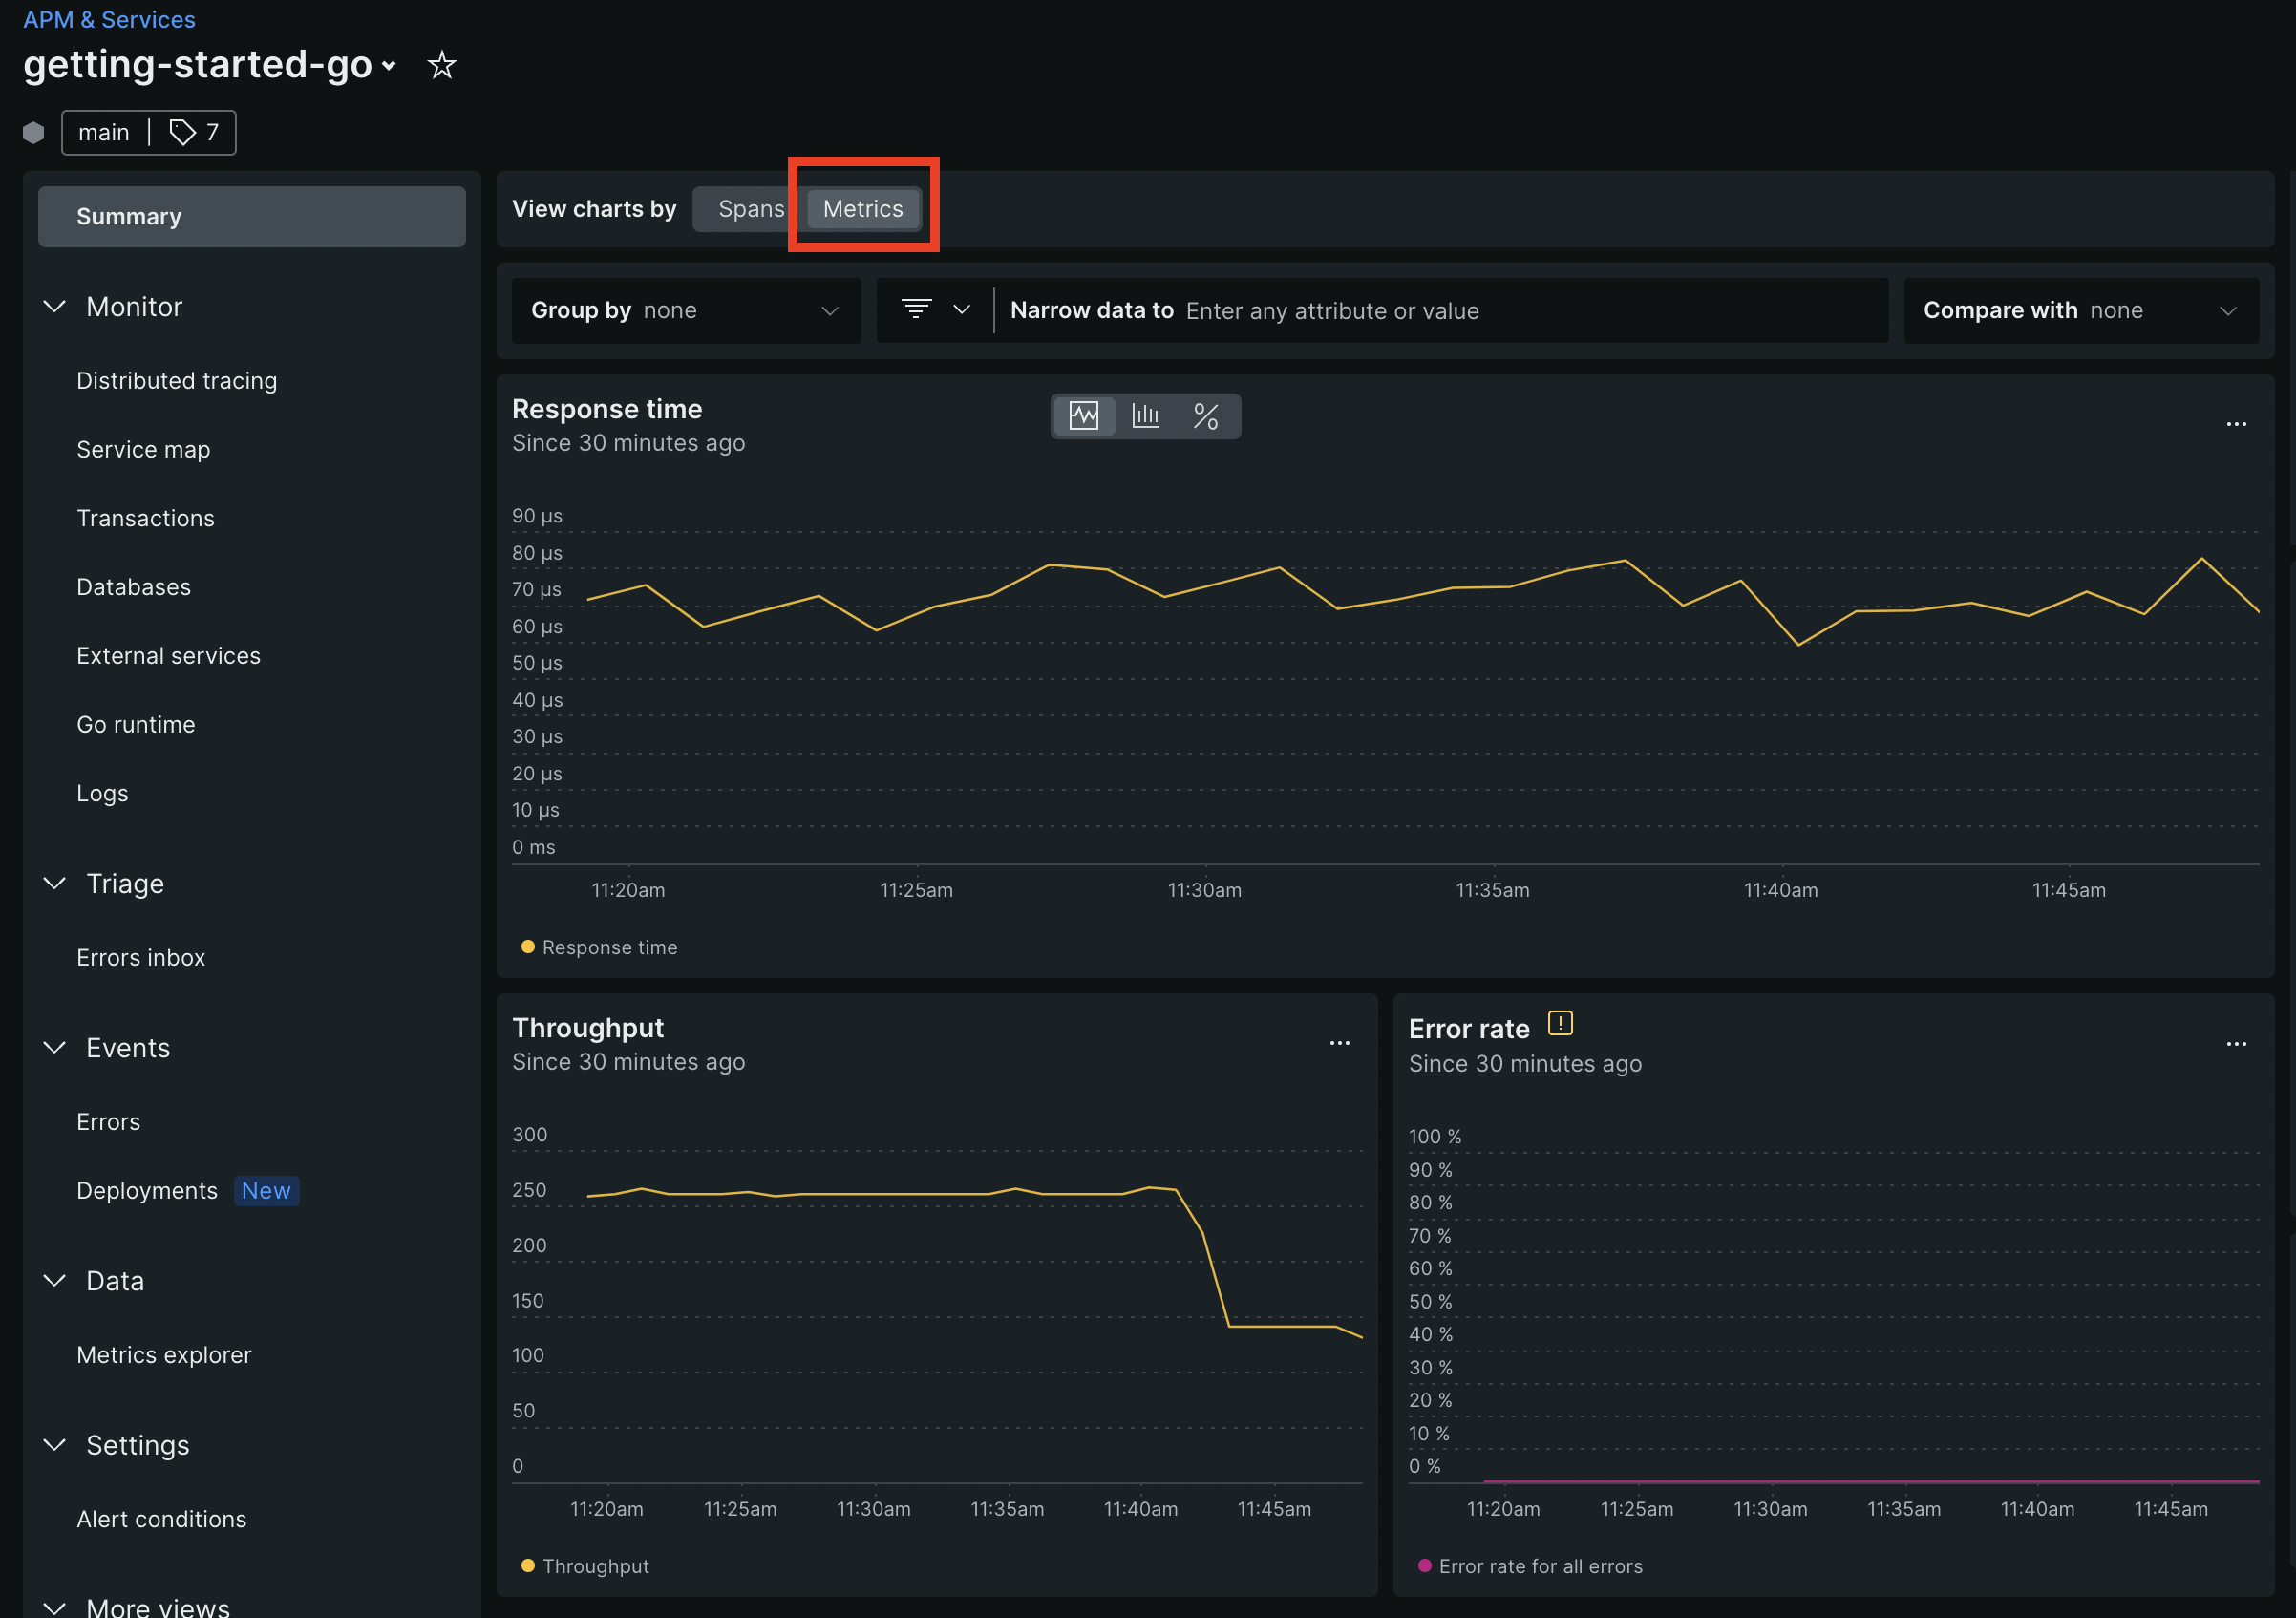 APM & Services
getting-started-go
main | 7
Summary
Monitor
Distributed tracing
Service map
Transactions
Databases
External services
Go runtime
Logs
Triage
Errors inbox
Events
Errors
Deployments New
Data
Metrics explorer
Settings
Alert conditions
More views
View charts by Spans Metrics
Group by none
Narrow data to Enter any attribute or value
Compare with none
Response time
Since 30 minutes ago
%
...
90 µs
80 µs
70 µs
60 µs
50 µs
40 µs
30 µs
20 µs
10 µs
0 ms
11:20am 11:25am 11:30am 11:35am 11:40am 11:45am
Response time
Throughput
Since 30 minutes ago
...
300
250
200
150
100
50
0
11:20am 11:25am 11:30am 11:35am 11:40am 11:45am
Throughput
Error rate !
Since 30 minutes ago
...
100 %
90 %
80 %
70 %
60 %
50 %
40 %
30 %
20 %
10 %
0 %
11:20am 11:25am 11:30am 11:35am 11:40am 11:45am
Error rate for all errors